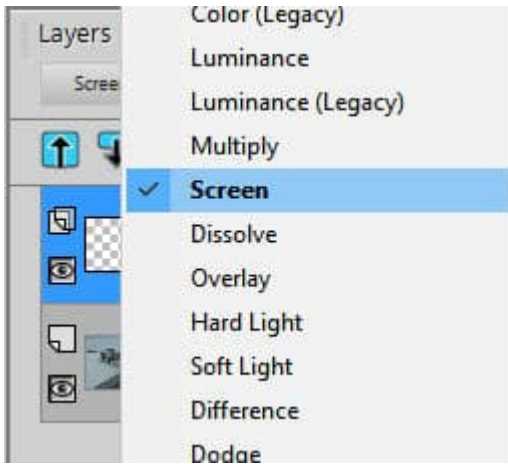 Layers
Scree
Color (Legacy)
Luminance
Luminance (Legacy)
Multiply
Screen
Dissolve
Overlay
Hard Light
Soft Light
Difference
Dodge